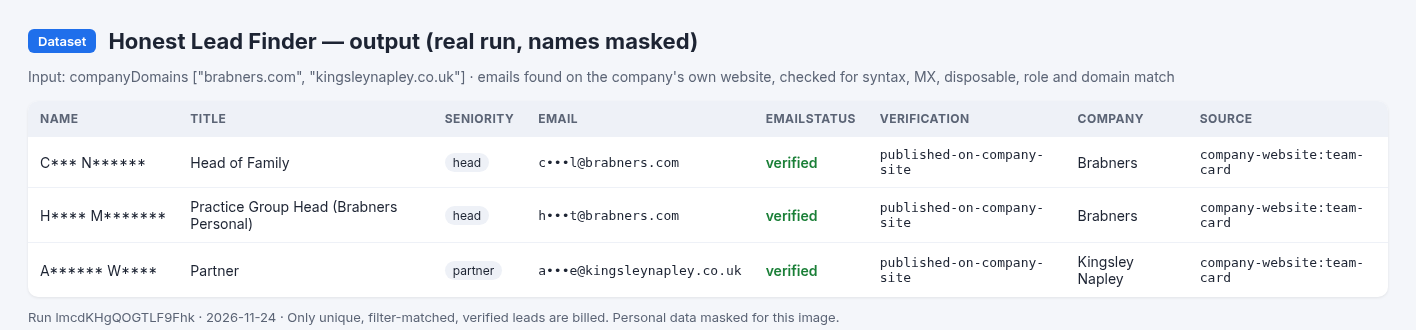 Dataset Honest Lead Finder — output (real run, names masked)
Input: companyDomains ["brabners.com", "kingsleynapley.co.uk"] · emails found on the company's own website, checked for syntax, MX, disposable, role and domain match
NAME TITLE SENIORITY EMAIL EMAILSTATUS VERIFICATION COMPANY SOURCE
C*** N****** Head of Family head c•••l@brabners.com verified published-on-company-site Brabners company-website:team-card
H**** M******* Practice Group Head (Brabners Personal) head h•••t@brabners.com verified published-on-company-site Brabners company-website:team-card
A****** W**** Partner partner a•••e@kingsleynapley.co.uk verified published-on-company-site Kingsley Napley company-website:team-card
Run lmcdKHgQOGTLF9Fhk · 2026-11-24 · Only unique, filter-matched, verified leads are billed. Personal data masked for this image.